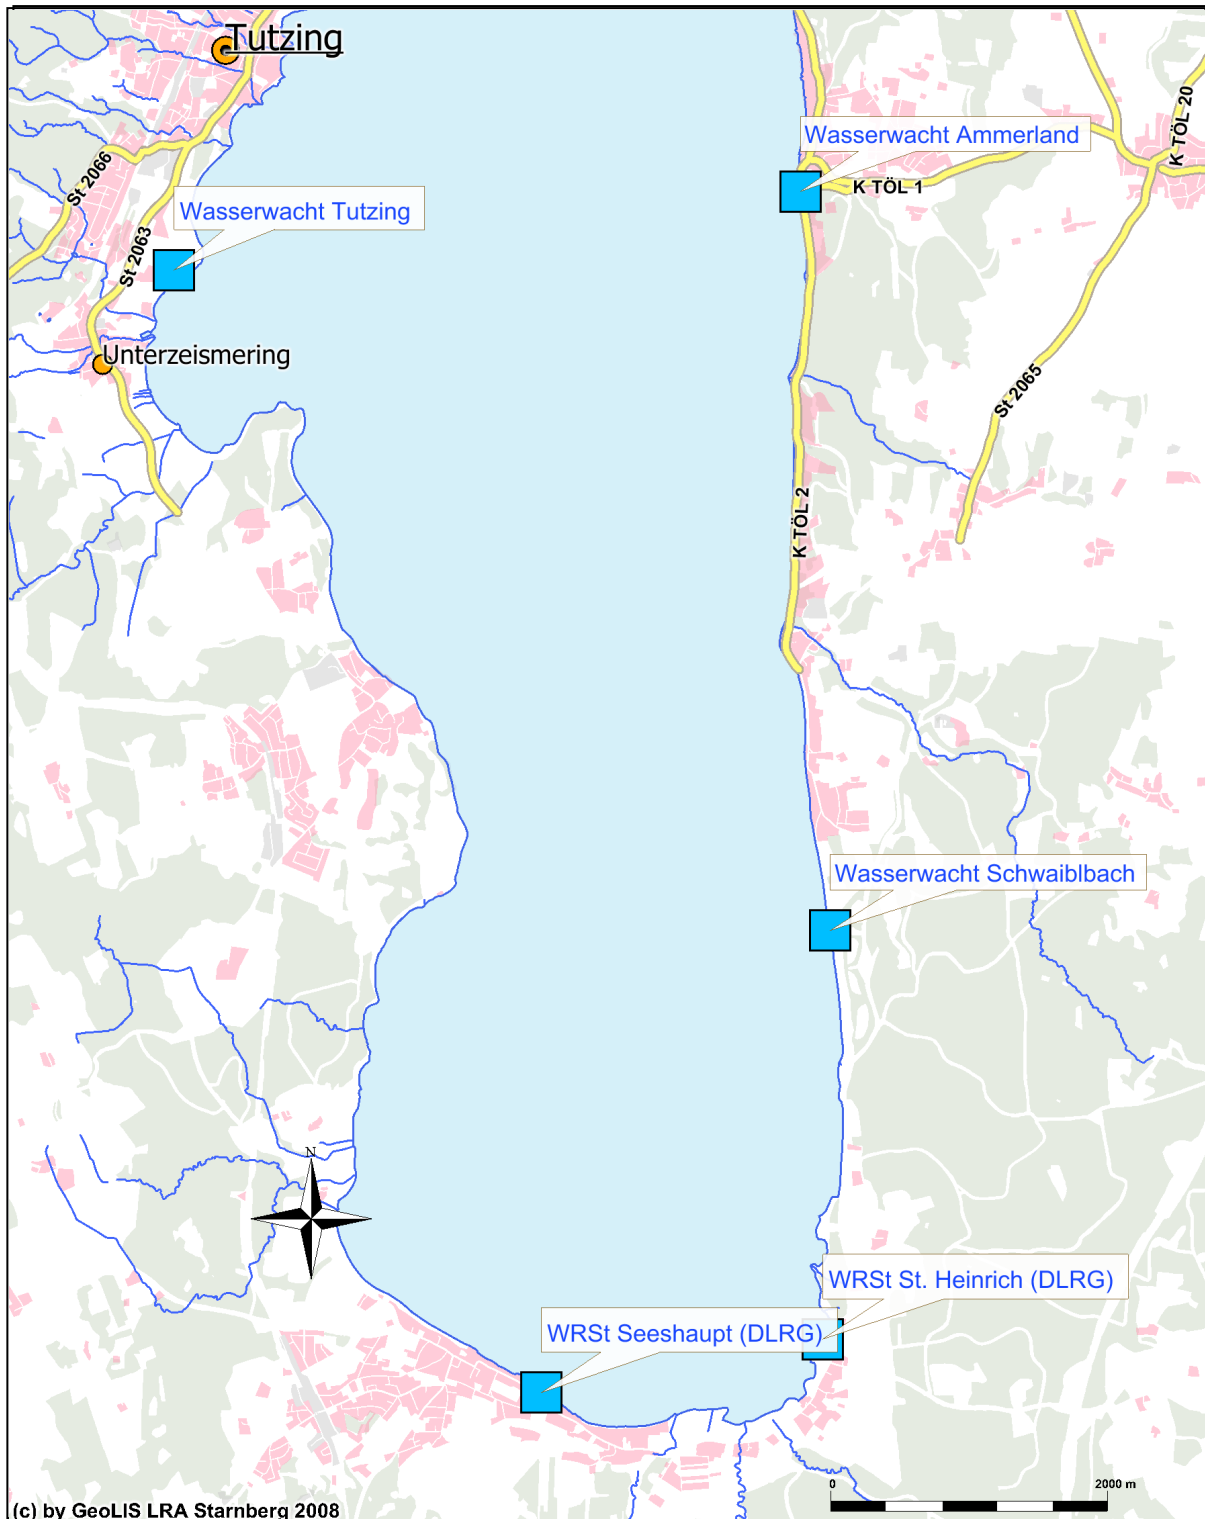 Tutzing
Wasserwacht Ammerland
K TÖL 20
St 2066
K TÖL 1
Wasserwacht Tutzing
St 2063
Unterzeismering
St 2065
K TÖL 2
Wasserwacht Schwaiblbach
N
WRSt St. Heinrich (DLRG)
WRSt Seeshaupt (DLRG)
0
2000 m
(c) by GeoLIS LRA Starnberg 2008